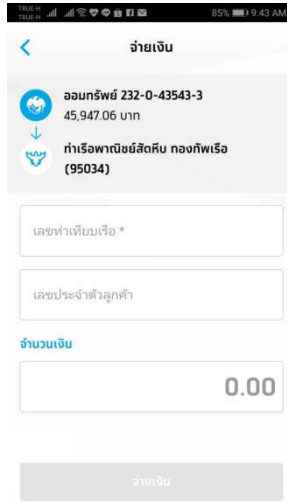 TRUE-H
TRUE-H
85% 9:43 AM
จ่ายเงิน
ออมทรัพย์ 232-0-43543-3
45,947.06 บาท
ท่าเรือพาณิชย์สัตหีบ กองทัพเรือ
(95034)
เลขท่าเทียบเรือ *
เลขประจำตัวลูกค้า
จำนวนเงิน
0.00
จ่ายเงิน